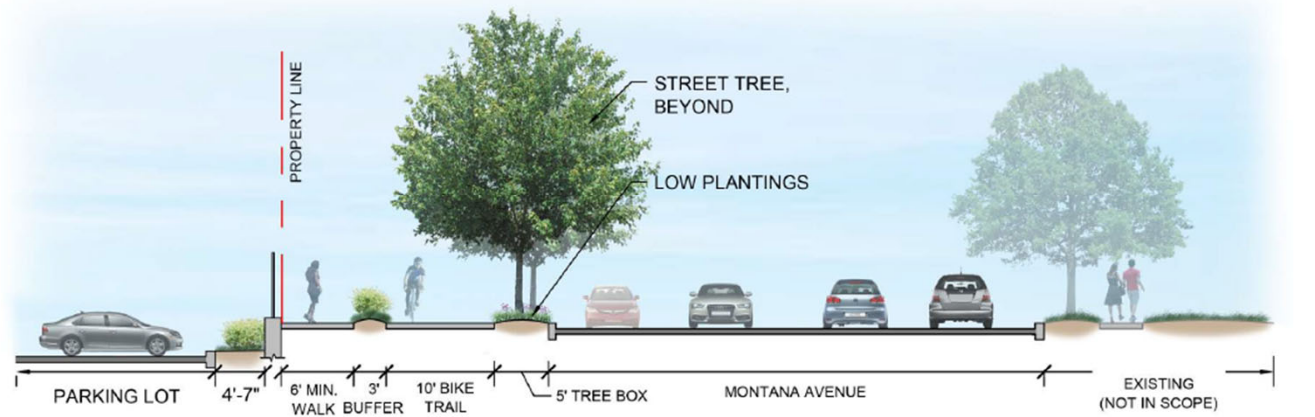 PROPERTY LINE
STREET TREE,
BEYOND
LOW PLANTINGS
PARKING LOT
4'-7"
6' MIN.
WALK
3'
BUFFER
10' BIKE
TRAIL
5' TREE BOX
MONTANA AVENUE
EXISTING
(NOT IN SCOPE)